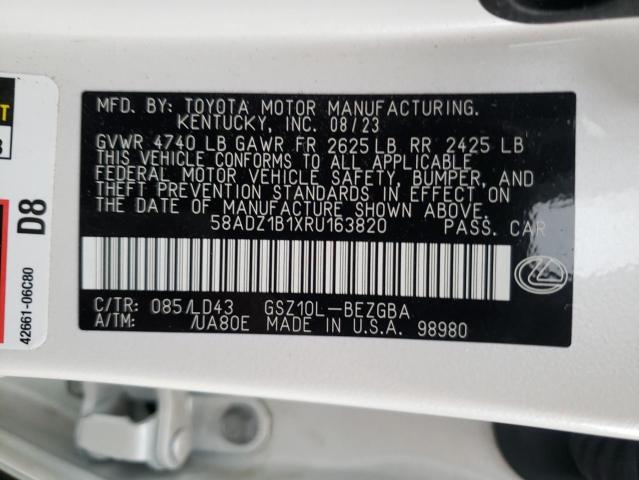 MFD. BY: TOYOTA MOTOR MANUFACTURING.
KENTUCKY, INC. 08/23
GVWR 4740 LB GAWR FR 2625 LB RR 2425 LB
THIS VEHICLE CONFORMS TO ALL APPLICABLE
FEDERAL MOTOR VEHICLE SAFETY, BUMPER, AND
THEFT PREVENTION STANDARDS IN EFFECT ON
THE DATE OF MANUFACTURE SHOWN ABOVE.
58ADZ1B1XRU163820 PASS. CAR
C/TR: 085/LD43 GSZ10L-BEZGBA
A/TM: /UA80E MADE IN U.S.A. 98980
D8
42661-06C80